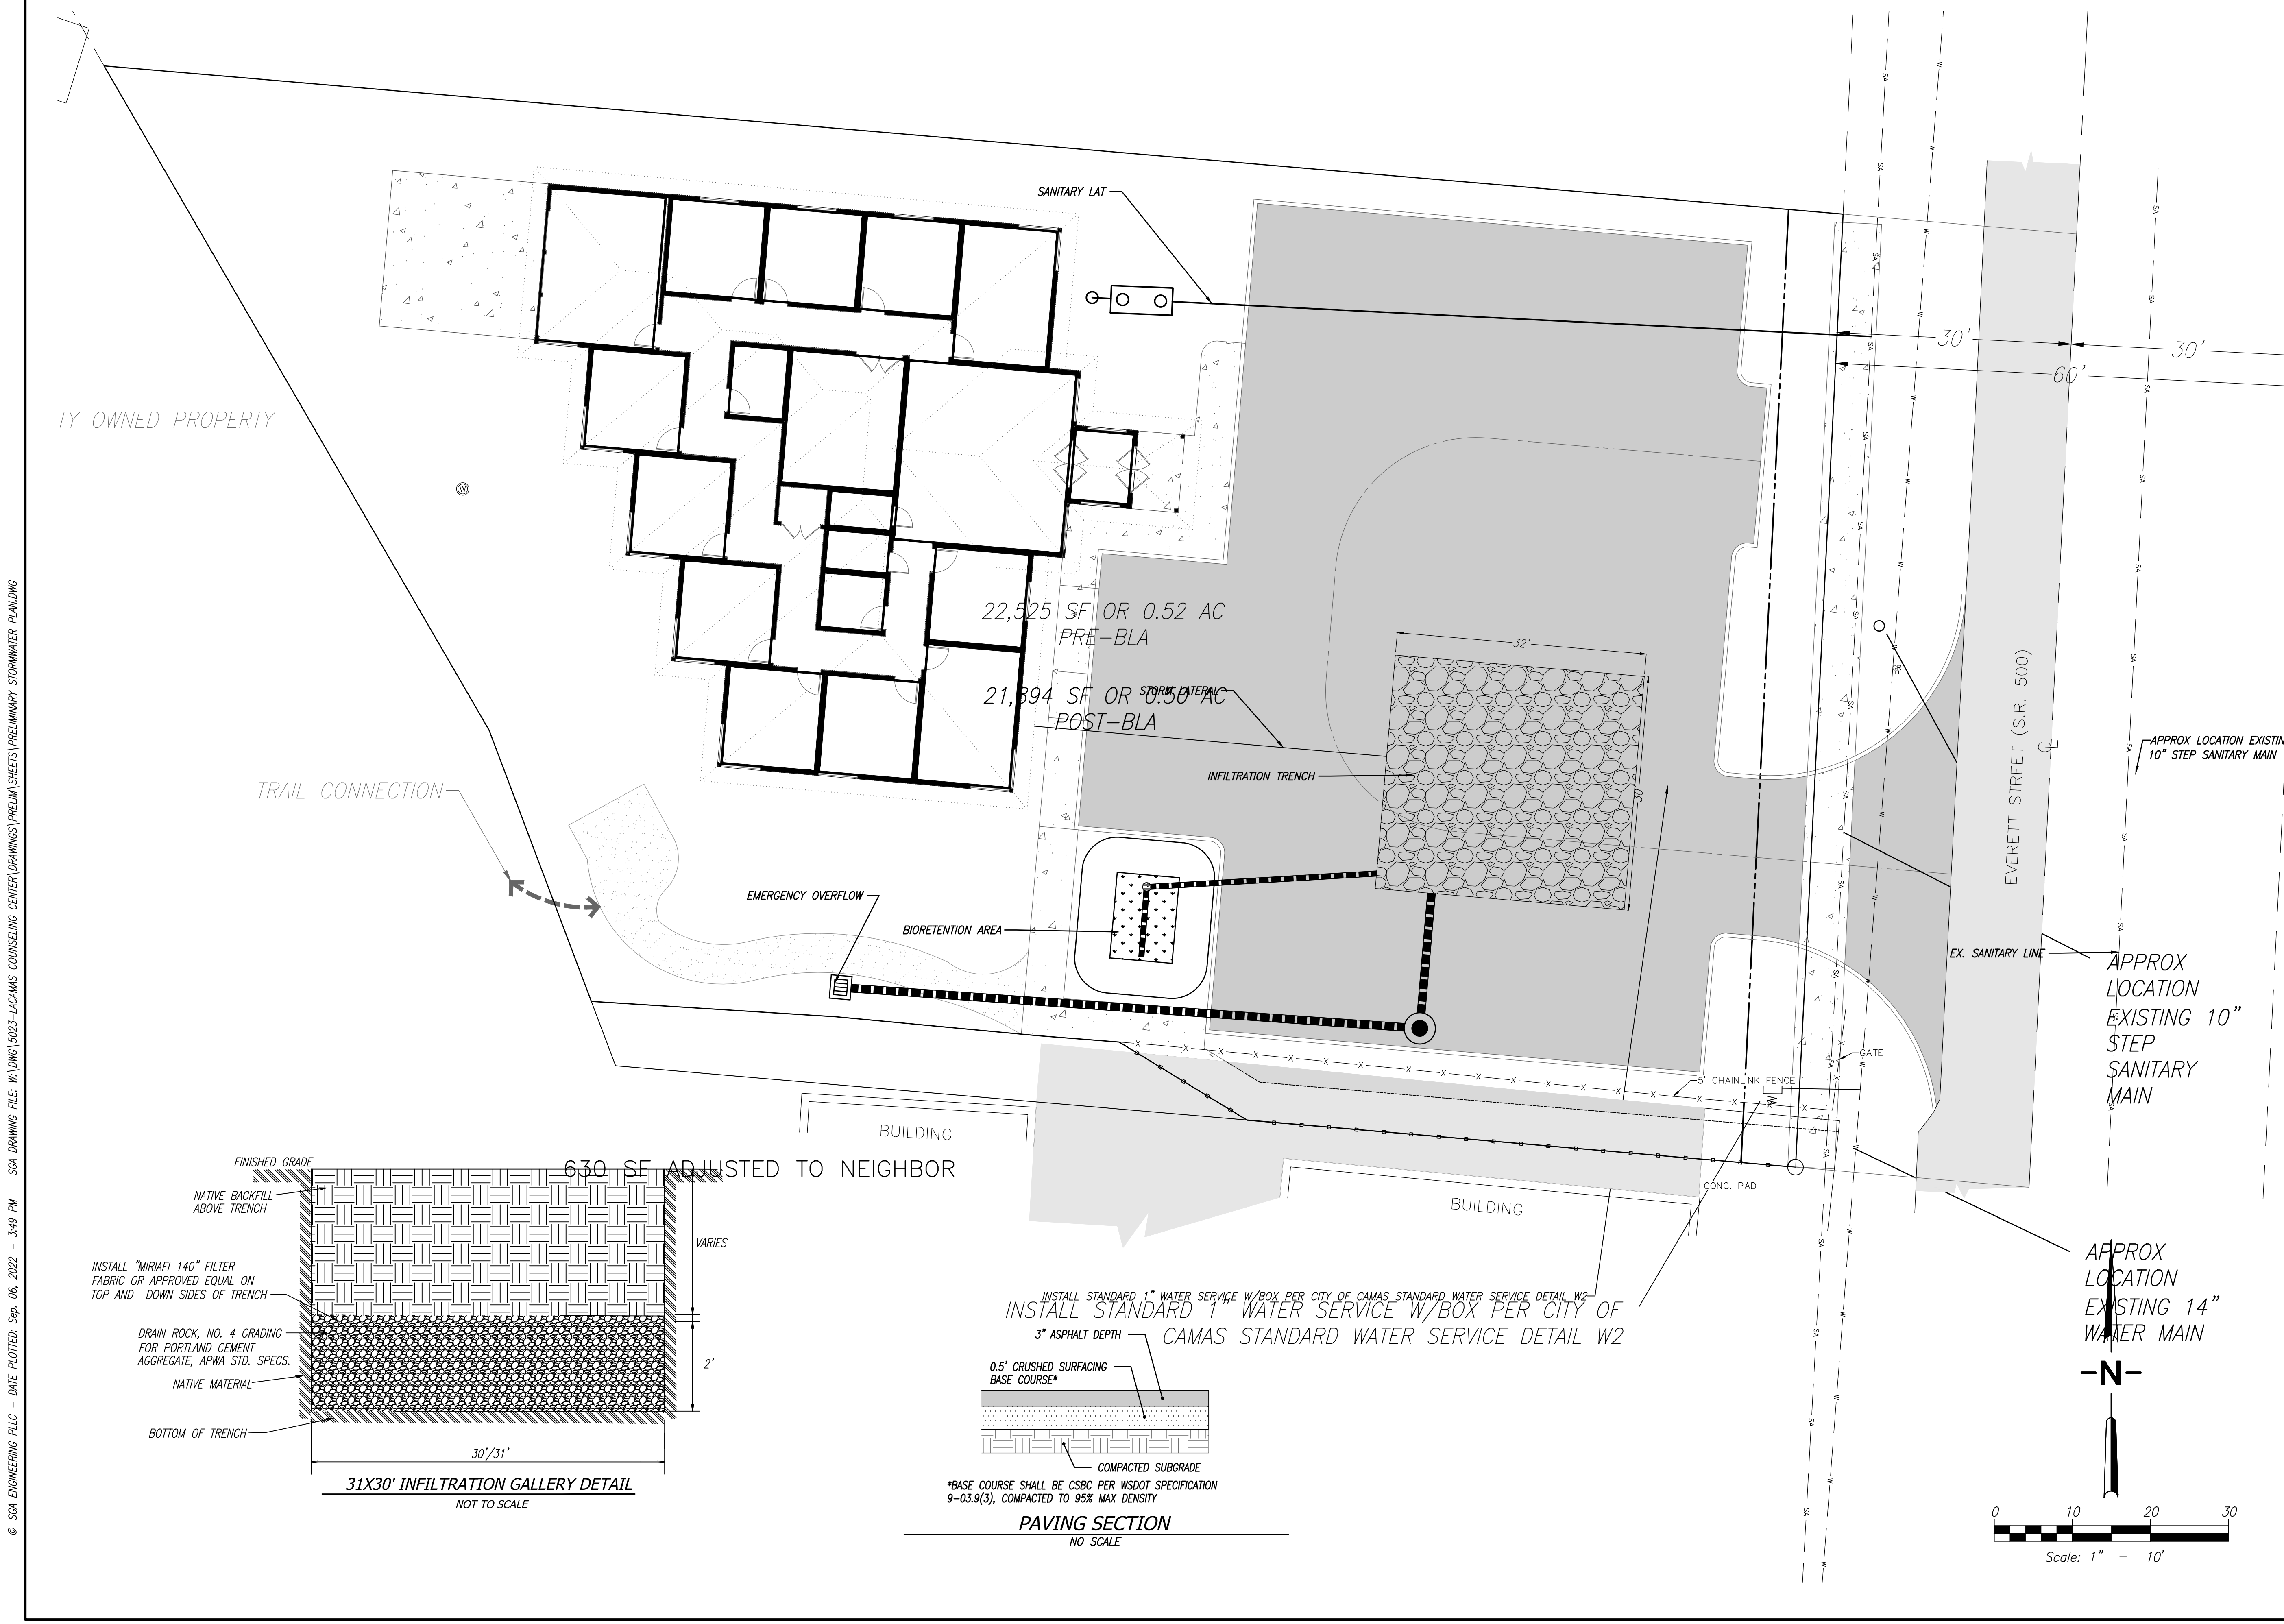 SANITARY LAT
30'
30'
60'
TY OWNED PROPERTY
W
22,525 SF OR 0.52 AC
PRE-BLA
32'
STORM LATERAL
21,894 SF OR 0.50 AC
POST-BLA
INFILTRATION TRENCH
30'
EVERETT STREET (S.R. 500)
CL
APPROX LOCATION EXISTIN
10" STEP SANITARY MAIN
TRAIL CONNECTION
EMERGENCY OVERFLOW
BIORETENTION AREA
EX. SANITARY LINE
APPROX
LOCATION
EXISTING 10"
STEP
SANITARY
MAIN
GATE
5' CHAINLINK FENCE
BUILDING
630 SF ADJUSTED TO NEIGHBOR
CONC. PAD
BUILDING
APPROX
LOCATION
EXISTING 14"
WATER MAIN
INSTALL STANDARD 1" WATER SERVICE W/BOX PER CITY OF CAMAS STANDARD WATER SERVICE DETAIL W2
INSTALL STANDARD 1" WATER SERVICE W/BOX PER CITY OF
CAMAS STANDARD WATER SERVICE DETAIL W2
FINISHED GRADE
NATIVE BACKFILL
ABOVE TRENCH
VARIES
INSTALL "MIRIAFI 140" FILTER
FABRIC OR APPROVED EQUAL ON
TOP AND DOWN SIDES OF TRENCH
DRAIN ROCK, NO. 4 GRADING
FOR PORTLAND CEMENT
AGGREGATE, APWA STD. SPECS.
2'
NATIVE MATERIAL
BOTTOM OF TRENCH
30'/31'
31X30' INFILTRATION GALLERY DETAIL
NOT TO SCALE
3" ASPHALT DEPTH
0.5' CRUSHED SURFACING
BASE COURSE*
COMPACTED SUBGRADE
*BASE COURSE SHALL BE CSBC PER WSDOT SPECIFICATION
9-03.9(3), COMPACTED TO 95% MAX DENSITY
PAVING SECTION
NO SCALE
-N-
0 10 20 30
Scale: 1" = 10'
© SGA ENGINEERING PLLC - DATE PLOTTED: Sep. 06, 2022 - 3:49 PM SGA DRAWING FILE: W:\DWG\5023-LACAMAS COUNSELING CENTER\DRAWINGS\PRELIM\SHEETS\PRELIMINARY STORMWATER PLAN.DWG